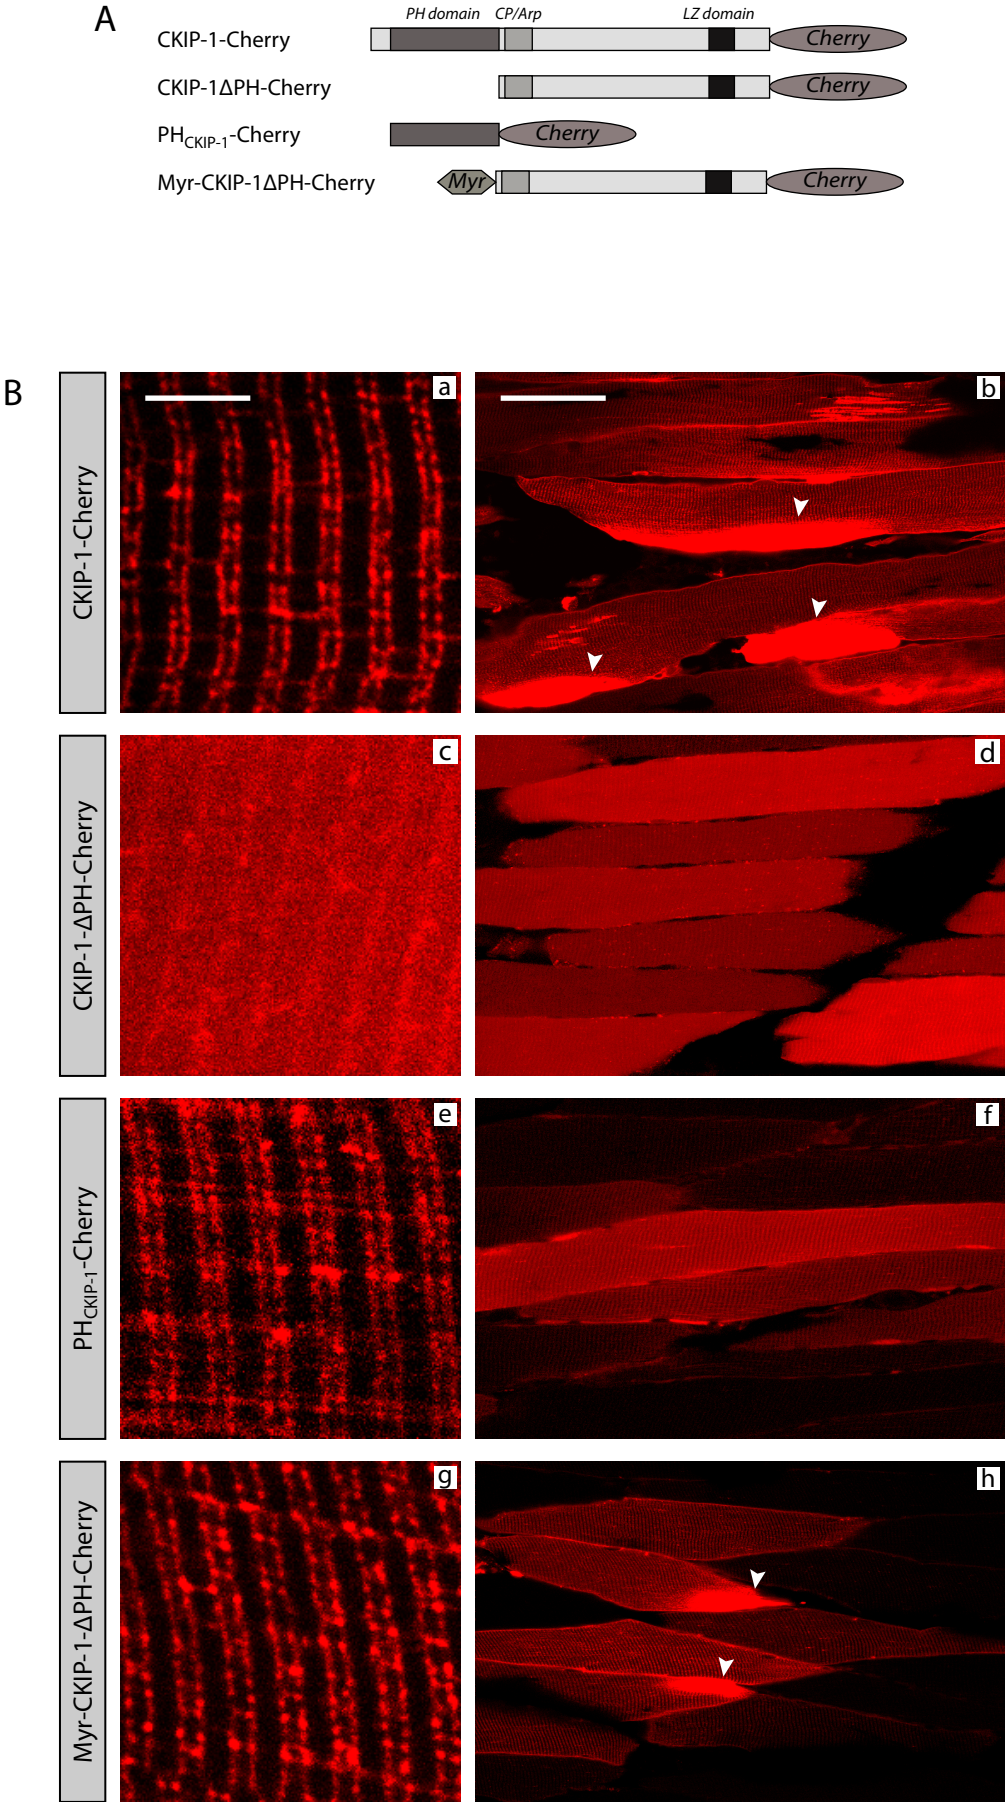 A
PH domain CP/Arp LZ domain
CKIP-1-Cherry Cherry
CKIP-1ΔPH-Cherry Cherry
PHCKIP-1-Cherry Cherry
Myr-CKIP-1ΔPH-Cherry Myr Cherry
B
CKIP-1-Cherry
a
b
CKIP-1-ΔPH-Cherry
c
d
PHCKIP-1-Cherry
e
f
Myr-CKIP-1-ΔPH-Cherry
g
h